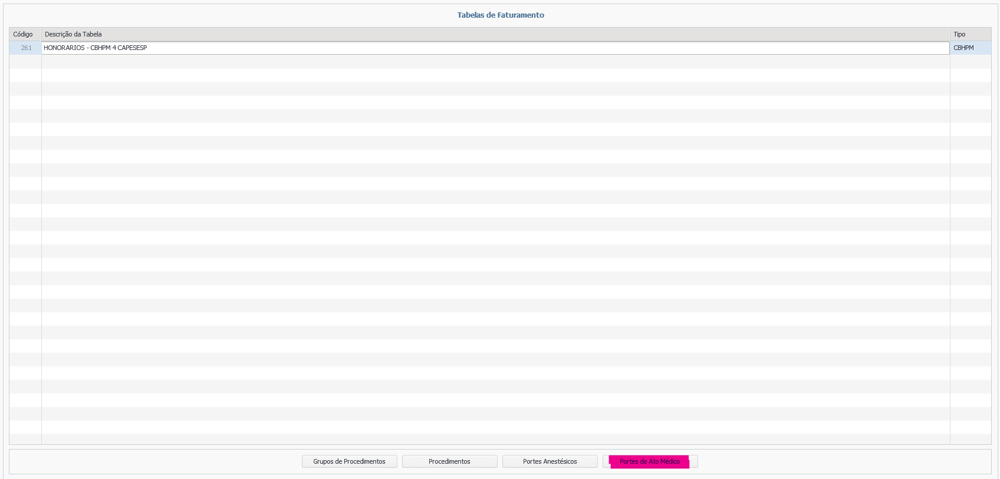 Tabelas de Faturamento
Código Descrição da Tabela Tipo
261 HONORARIOS - CBHPM 4 CAPESESP CBHPM
Grupos de Procedimentos Procedimentos Portes Anestésicos Portes de Ato Médico